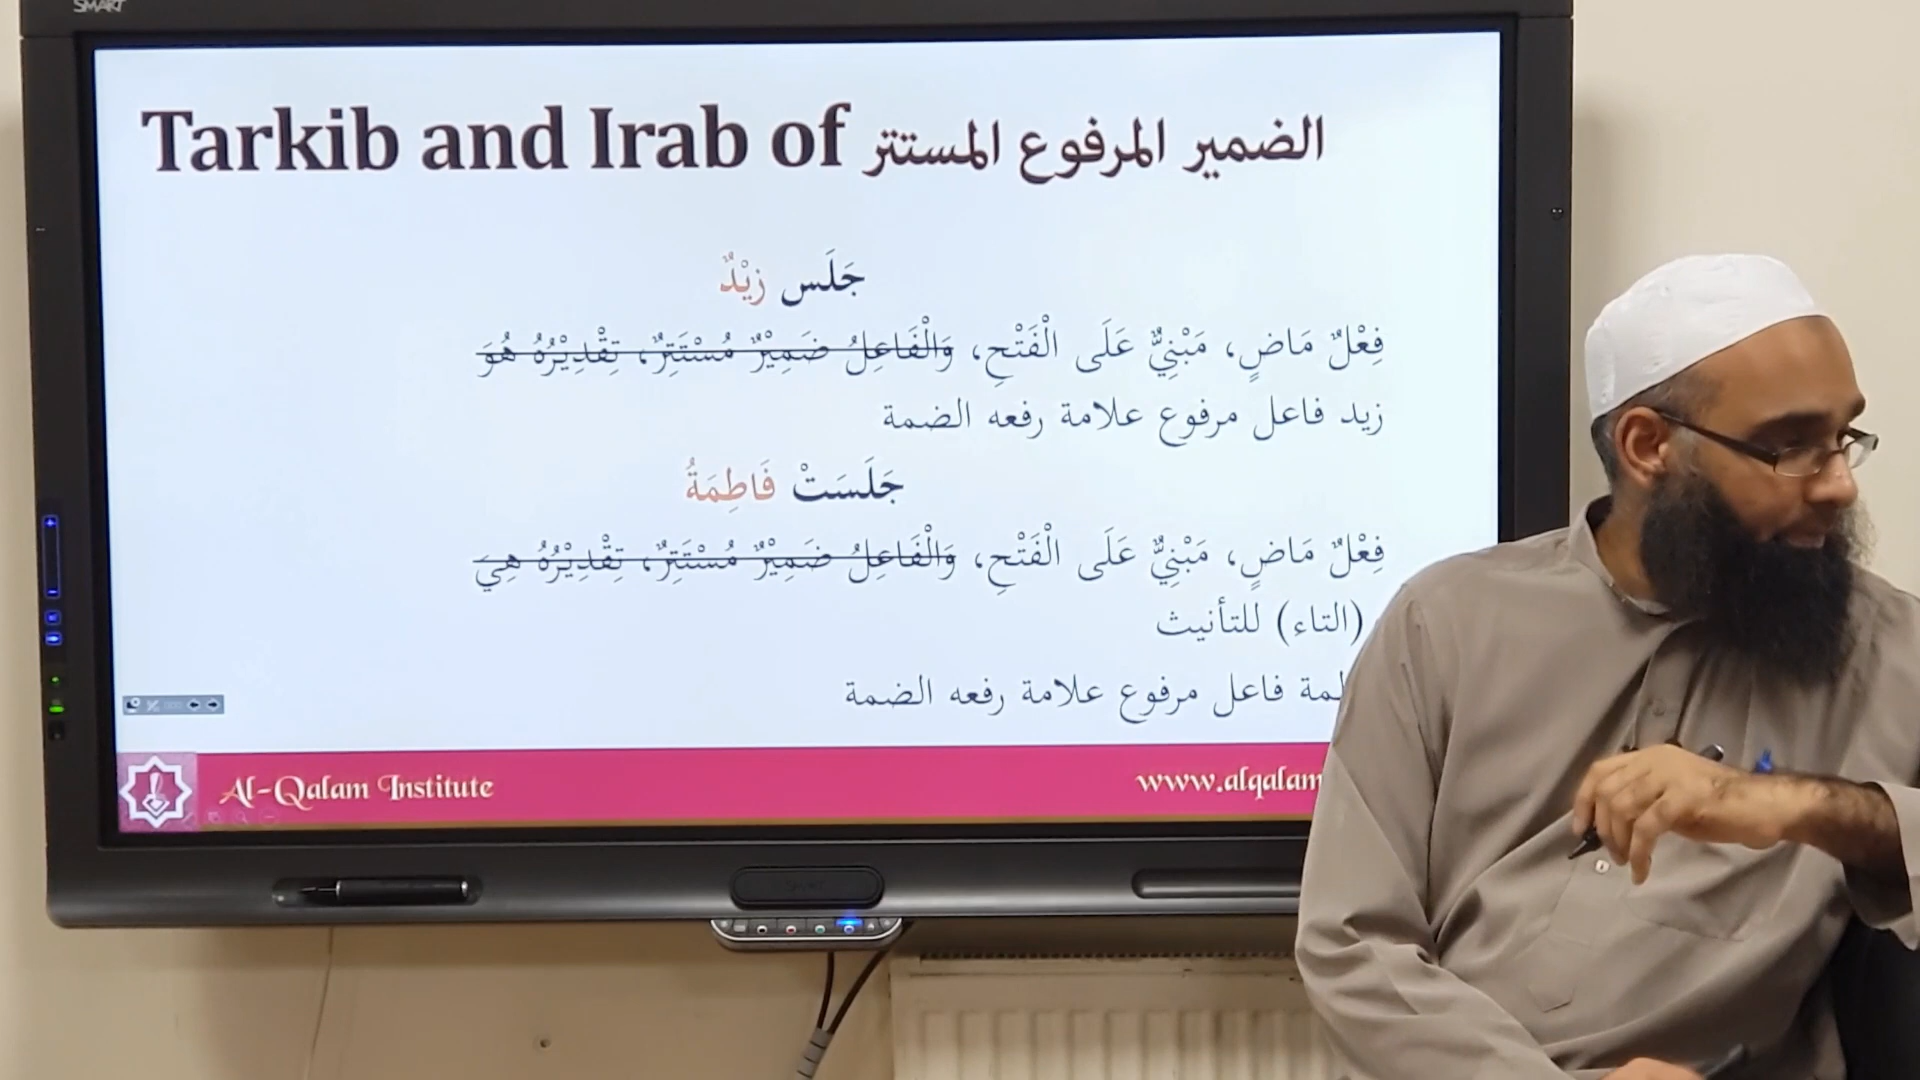 SMART
Tarkib and Irab of الضمير المرفوع المستتر
جَلَس زيْدٌ
فِعْلٌ مَاضٍ، مَبْنِيٌّ عَلَى الْفَتْحِ، وَالْفَاعِلُ ضَمِيْرٌ مُسْتَتِرٌ، تِقْدِيْرُهُ هُوَ
زيد فاعل مرفوع علامة رفعه الضمة
جَلَسَتْ فَاطِمَةُ
فِعْلٌ مَاضٍ، مَبْنِيٌّ عَلَى الْفَتْحِ، وَالْفَاعِلُ ضَمِيْرٌ مُسْتَتِرٌ، تِقْدِيْرُهُ هِيَ
(التاء) للتأنيث
فاعل مرفوع علامة رفعه الضمة
Al-Qalam Institute
www.alqalam